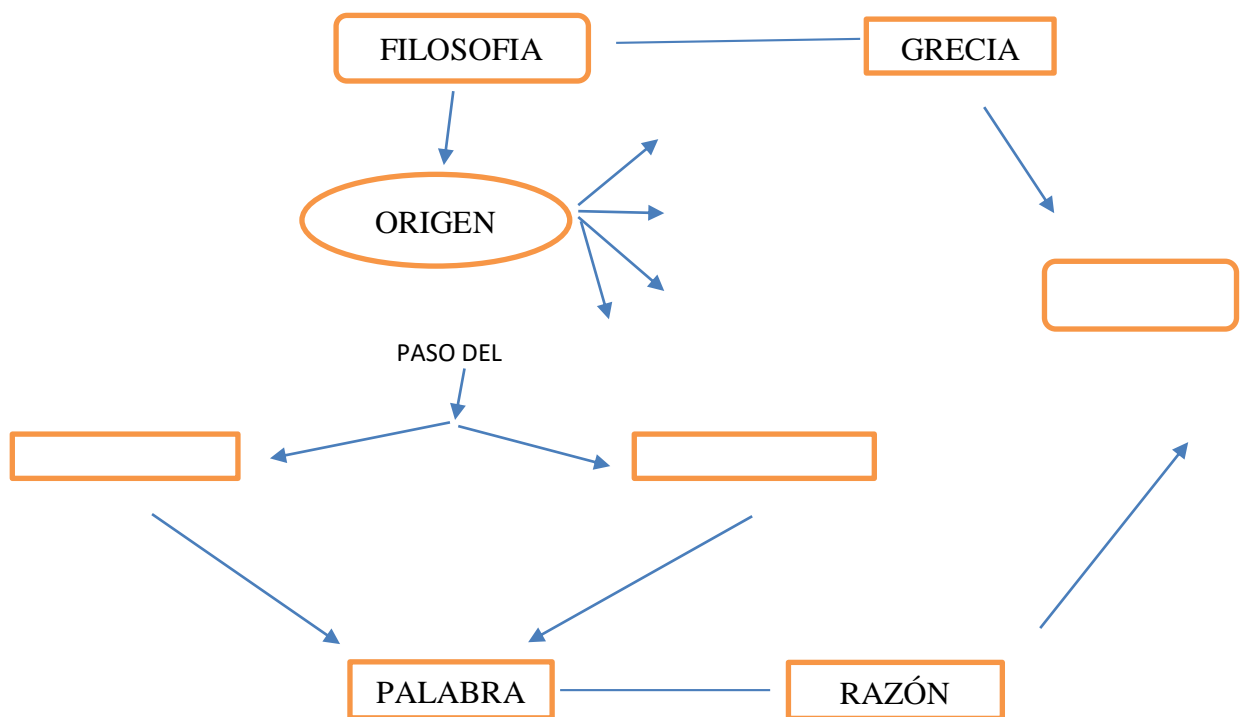 FILOSOFIA
GRECIA
ORIGEN
PASO DEL
PALABRA
RAZÓN